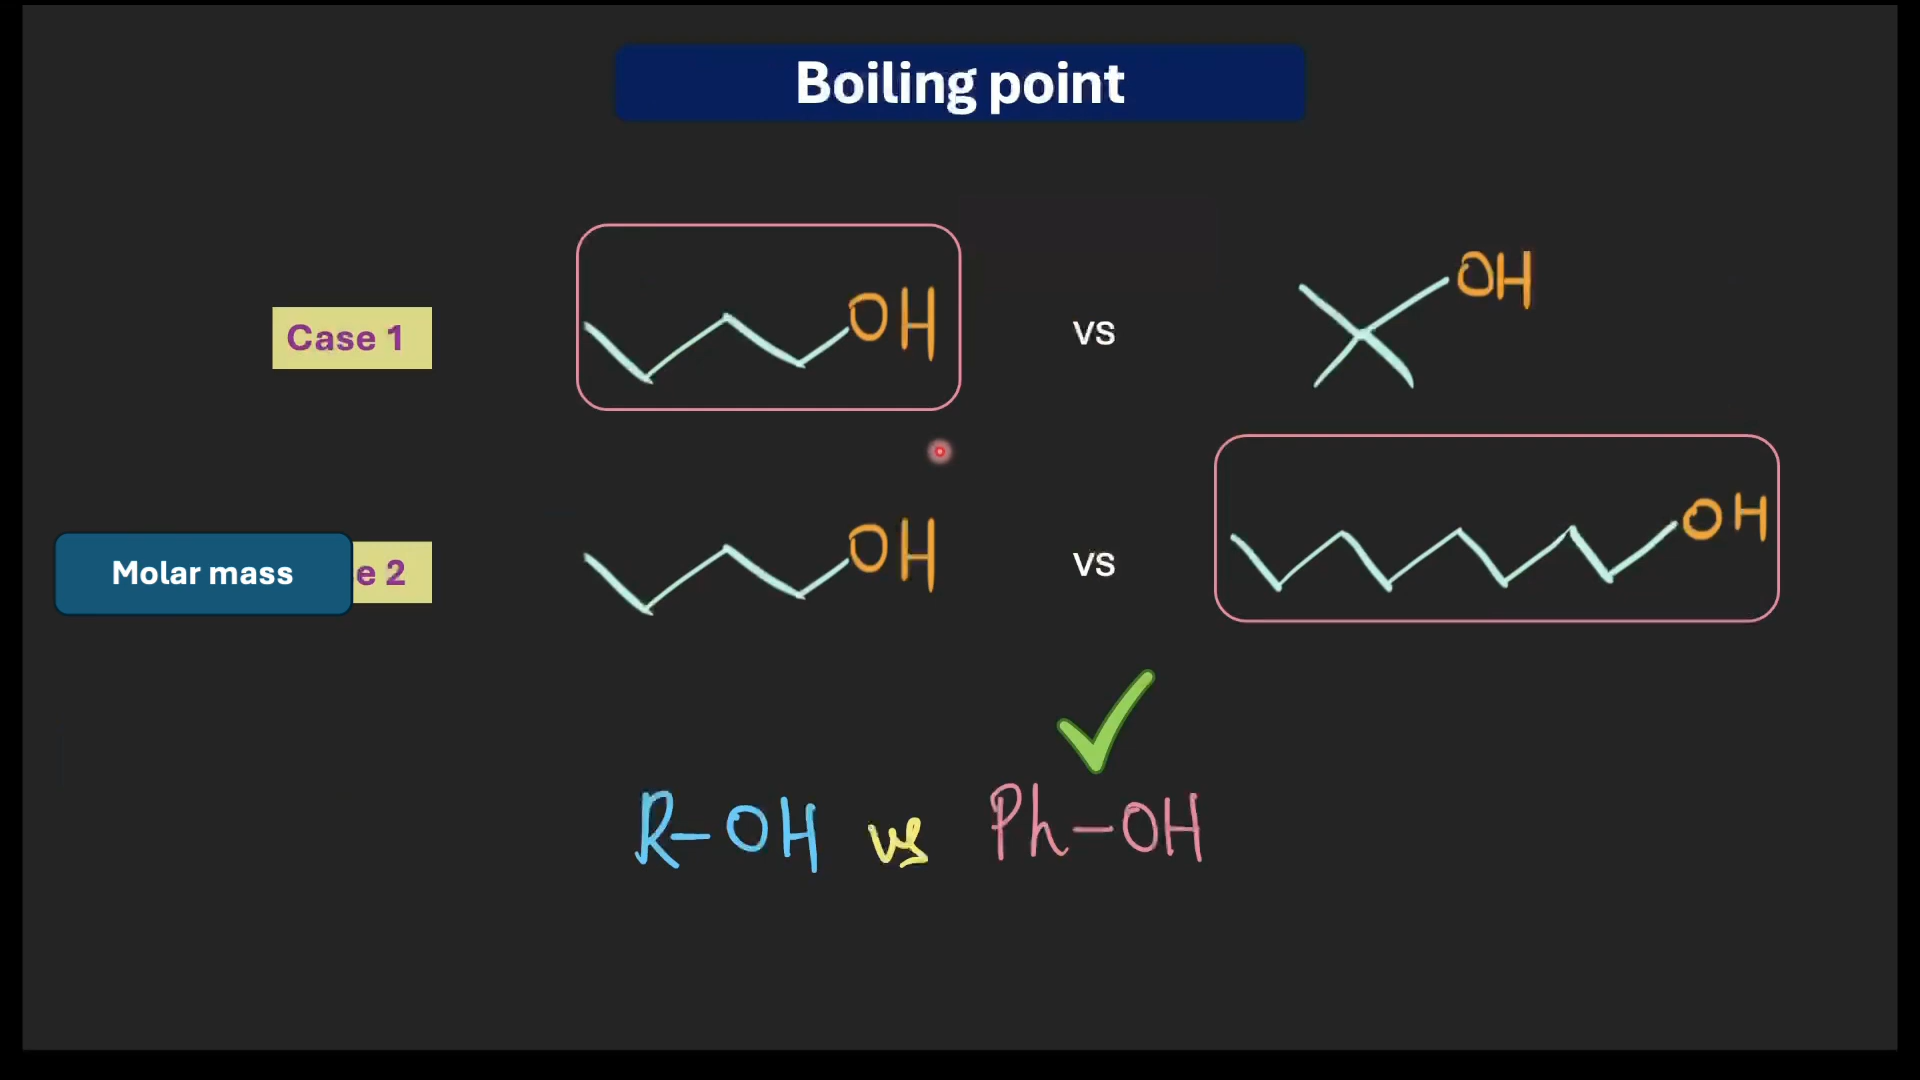 Boiling point
OH
Case 1
vs
OH
OH
Molar mass
e 2
vs
OH
R-OH vs Ph-OH